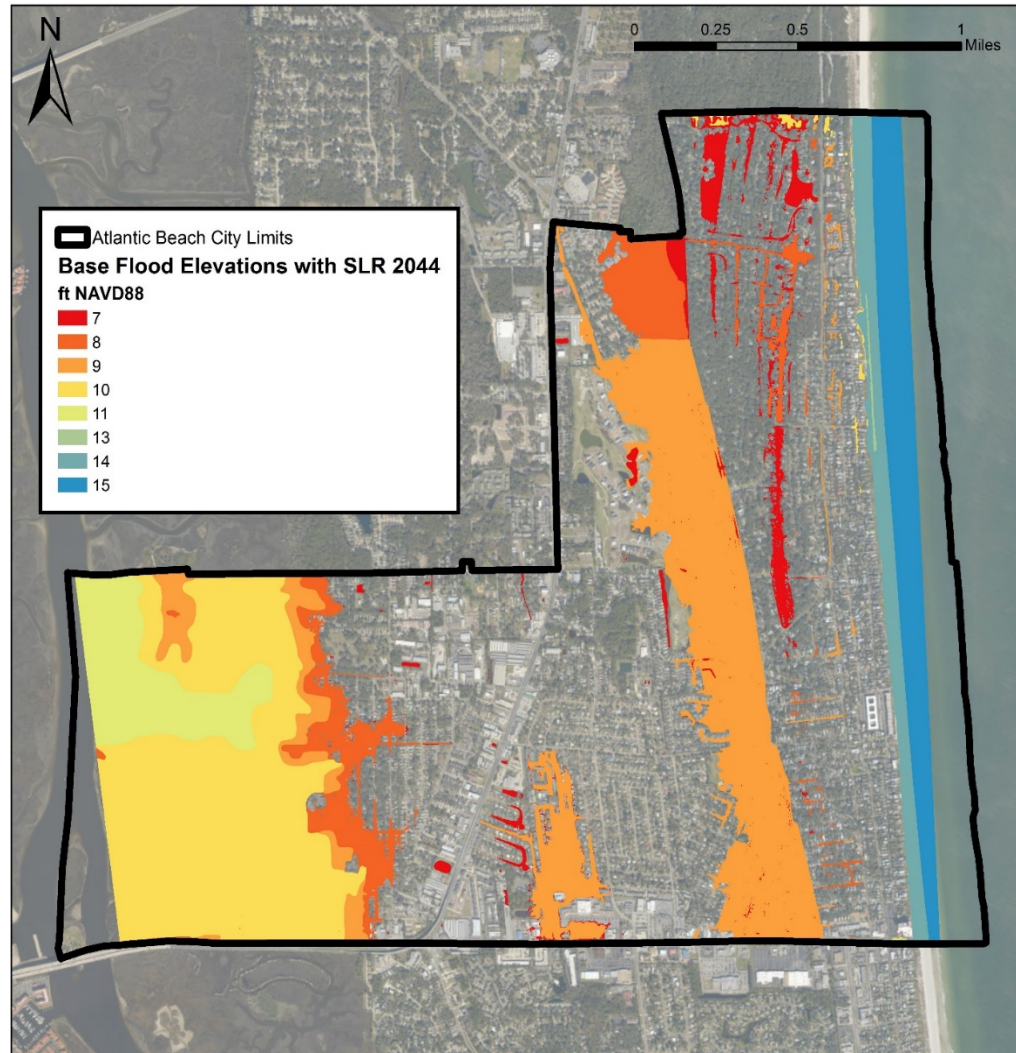 N
0 0.25 0.5 1
Miles
Atlantic Beach City Limits
Base Flood Elevations with SLR 2044
ft NAVD88
7
8
9
10
11
13
14
15